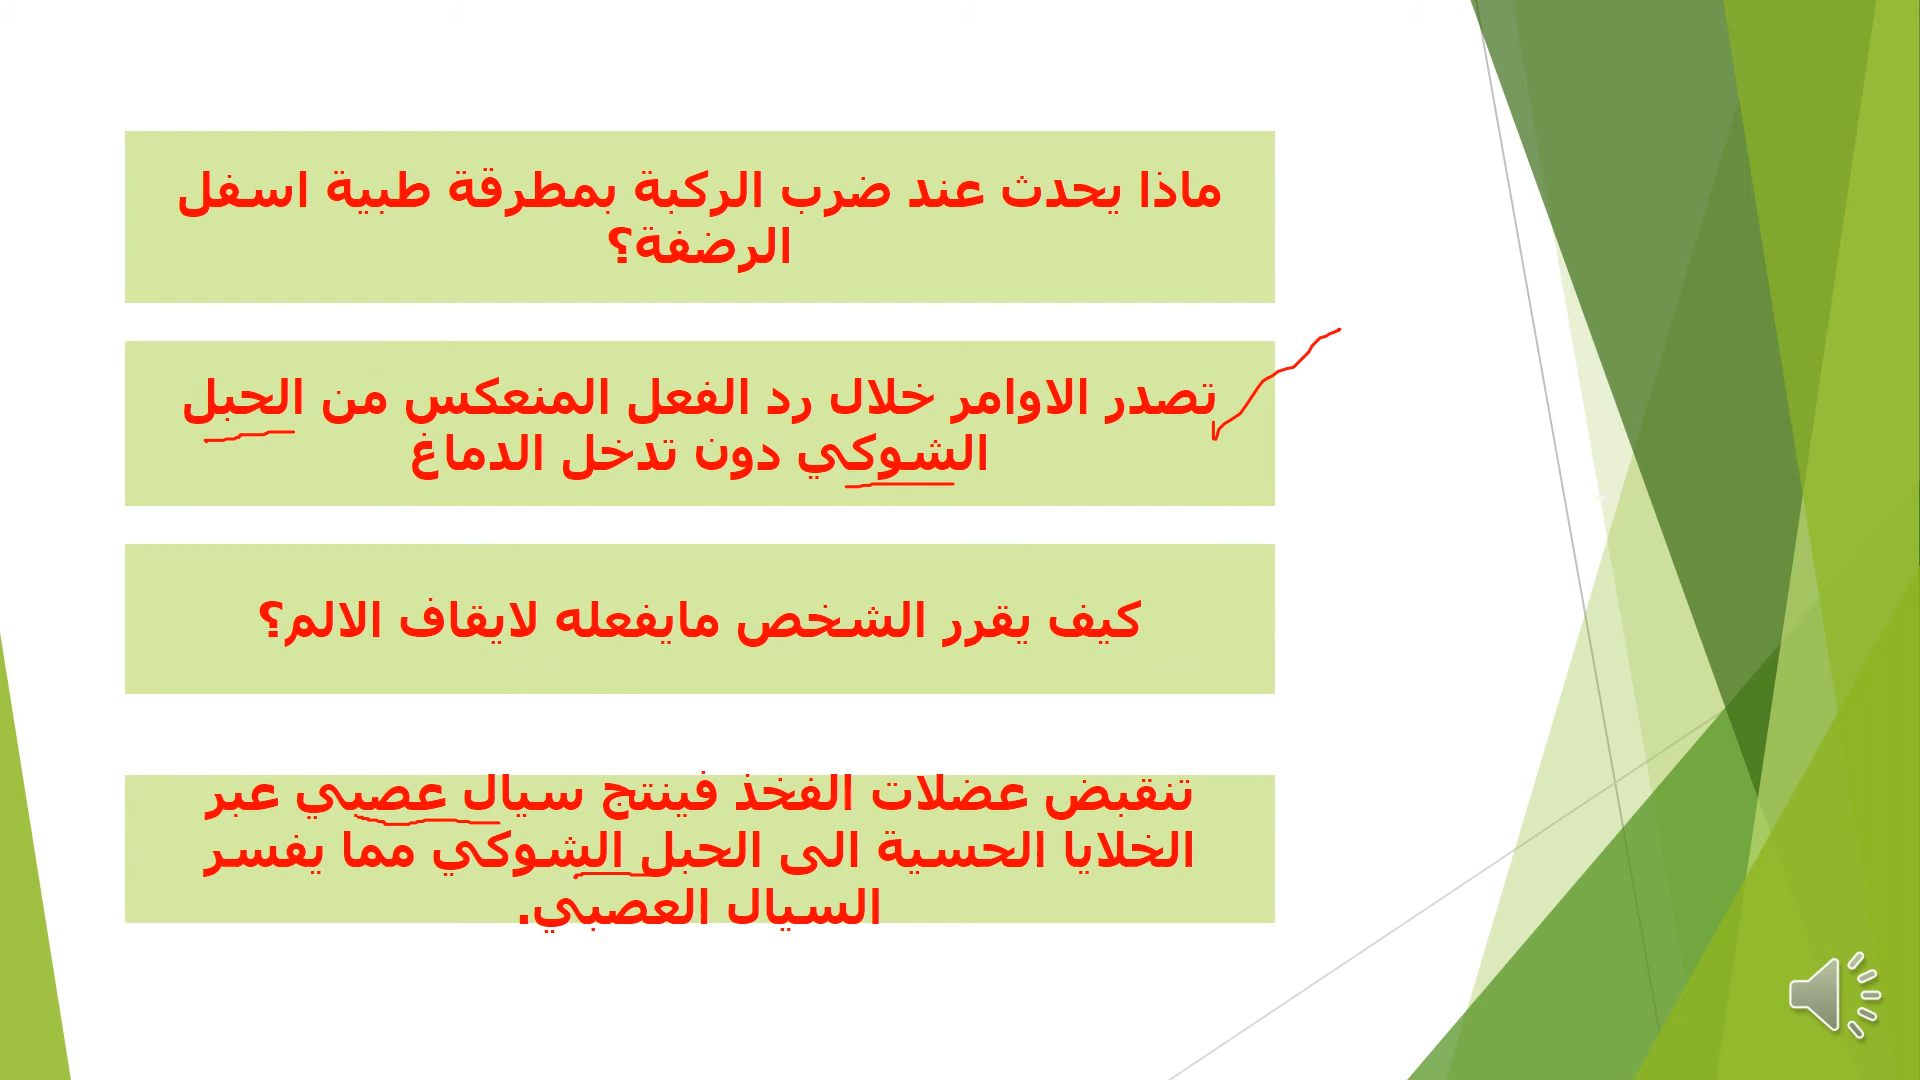 ماذا يحدث عند ضرب الركبة بمطرقة طبية اسفل
الرضفة؟
تصدر الاوامر خلال رد الفعل المنعكس من الحبل
الشوكي دون تدخل الدماغ
كيف يقرر الشخص مايفعله لايقاف الالم؟
تنقبض عضلات الفخذ فينتج سيال عصبي عبر
الخلايا الحسية الى الحبل الشوكي مما يفسر
السيال العصبي.